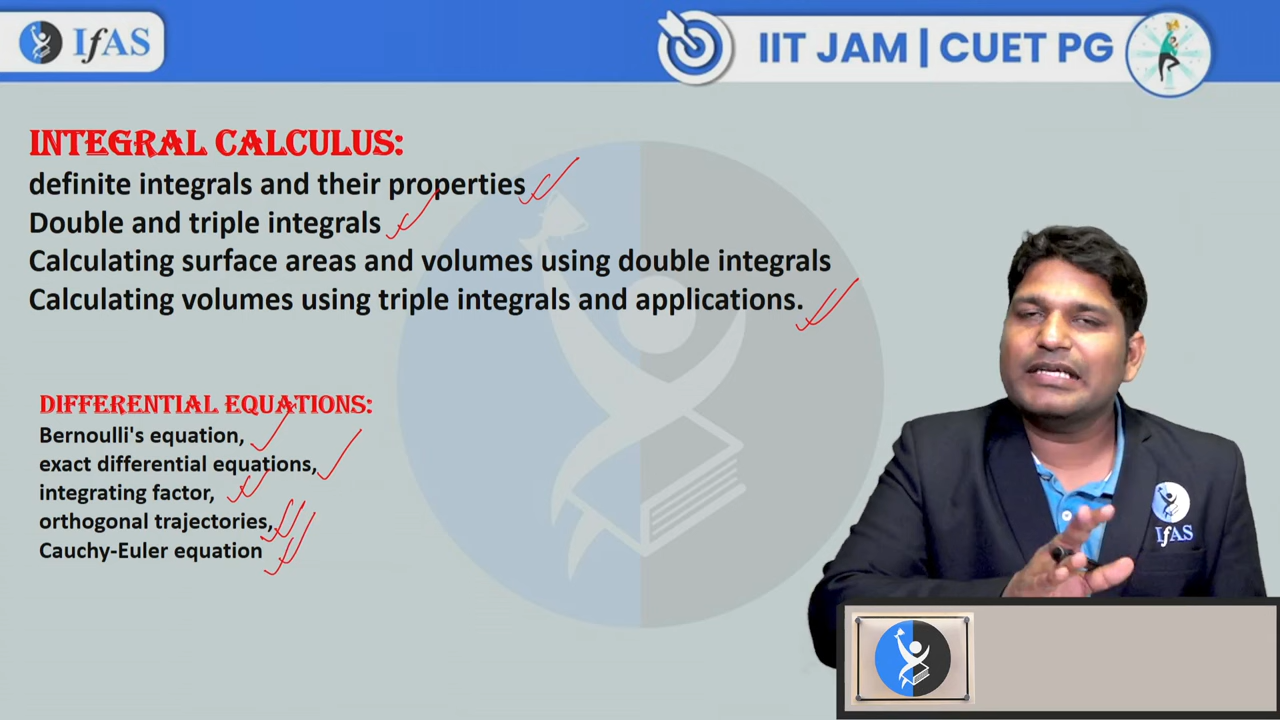 IfAS
IIT JAM | CUET PG
INTEGRAL CALCULUS:
definite integrals and their properties
Double and triple integrals
Calculating surface areas and volumes using double integrals
Calculating volumes using triple integrals and applications.
DIFFERENTIAL EQUATIONS:
Bernoulli's equation,
exact differential equations,
integrating factor,
orthogonal trajectories,
Cauchy-Euler equation
IfAS